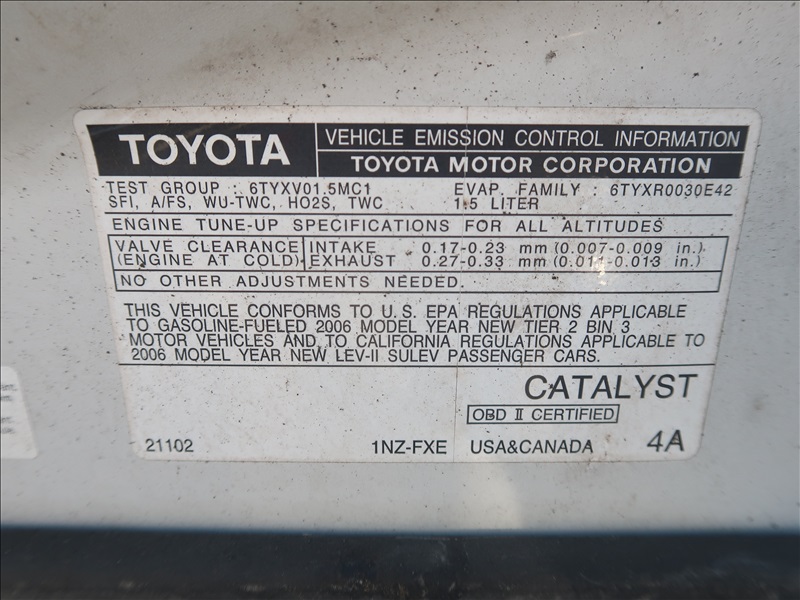 TOYOTA
VEHICLE EMISSION CONTROL INFORMATION
TOYOTA MOTOR CORPORATION
TEST GROUP : 6TYXV01.5MC1 EVAP. FAMILY : 6TYXR0030E42
SFI, A/FS, WU-TWC, HO2S, TWC 1.5 LITER
ENGINE TUNE-UP SPECIFICATIONS FOR ALL ALTITUDES
VALVE CLEARANCE INTAKE 0.17-0.23 mm (0.007-0.009 in.)
(ENGINE AT COLD) EXHAUST 0.27-0.33 mm (0.011-0.013 in.)
NO OTHER ADJUSTMENTS NEEDED.
THIS VEHICLE CONFORMS TO U.S. EPA REGULATIONS APPLICABLE
TO GASOLINE-FUELED 2006 MODEL YEAR NEW TIER 2 BIN 3
MOTOR VEHICLES AND TO CALIFORNIA REGULATIONS APPLICABLE TO
2006 MODEL YEAR NEW LEV-II SULEV PASSENGER CARS.
CATALYST
OBD II CERTIFIED
21102 1NZ-FXE USA&CANADA 4A